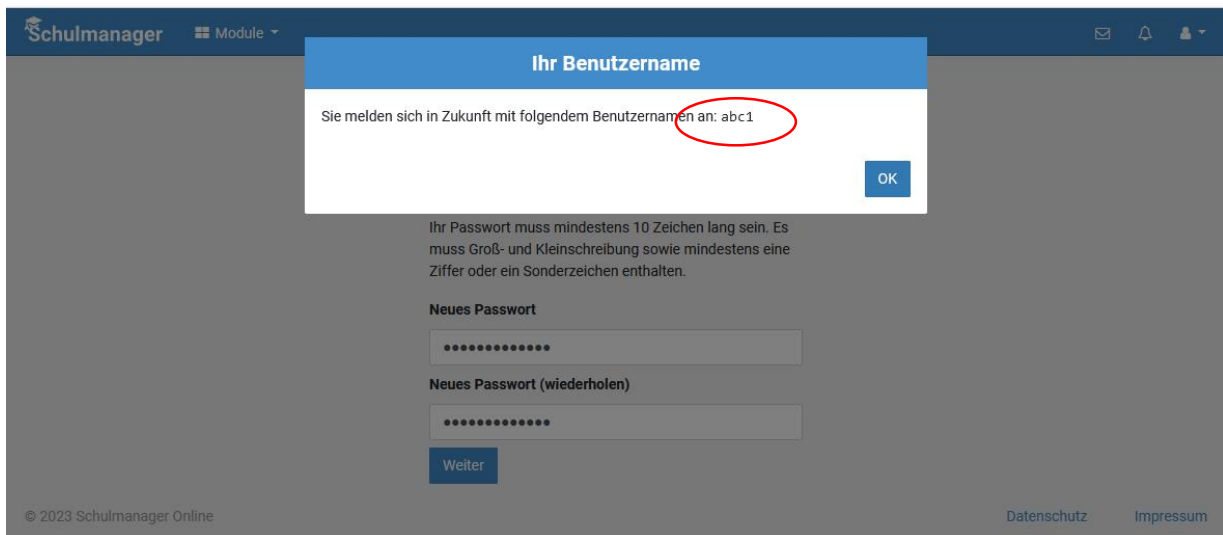 Schulmanager Module
Ihr Benutzername
Sie melden sich in Zukunft mit folgendem Benutzernamen an: abc1
OK
Ihr Passwort muss mindestens 10 Zeichen lang sein. Es
muss Groß- und Kleinschreibung sowie mindestens eine
Ziffer oder ein Sonderzeichen enthalten.
Neues Passwort
•••••••••••••
Neues Passwort (wiederholen)
•••••••••••••
Weiter
© 2023 Schulmanager Online Datenschutz Impressum